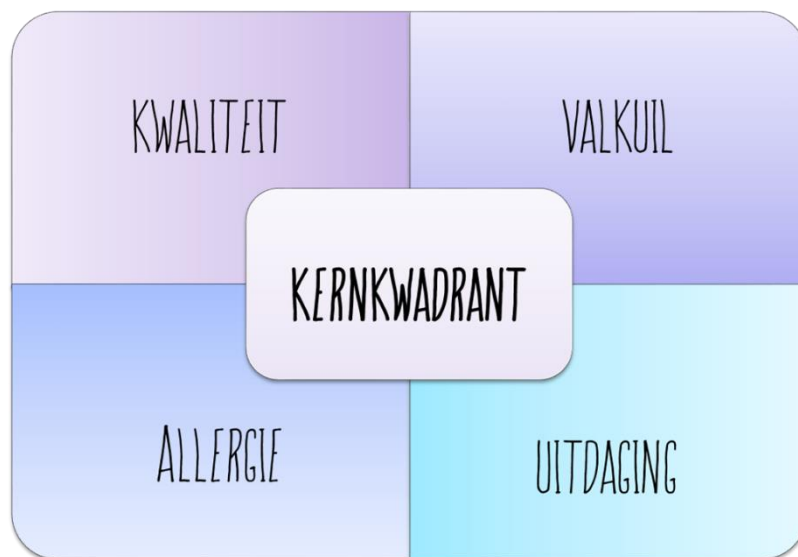 KWALITEIT
VALKUIL
KERNKWADRANT
ALLERGIE
UITDAGING